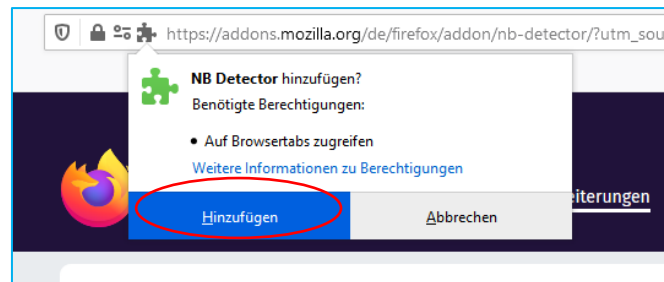 https://addons.mozilla.org/de/firefox/addon/nb-detector/?utm_sou
NB Detector hinzufügen?
Benötigte Berechtigungen:
• Auf Browsertabs zugreifen
Weitere Informationen zu Berechtigungen
eiterungen
Hinzufügen
Abbrechen